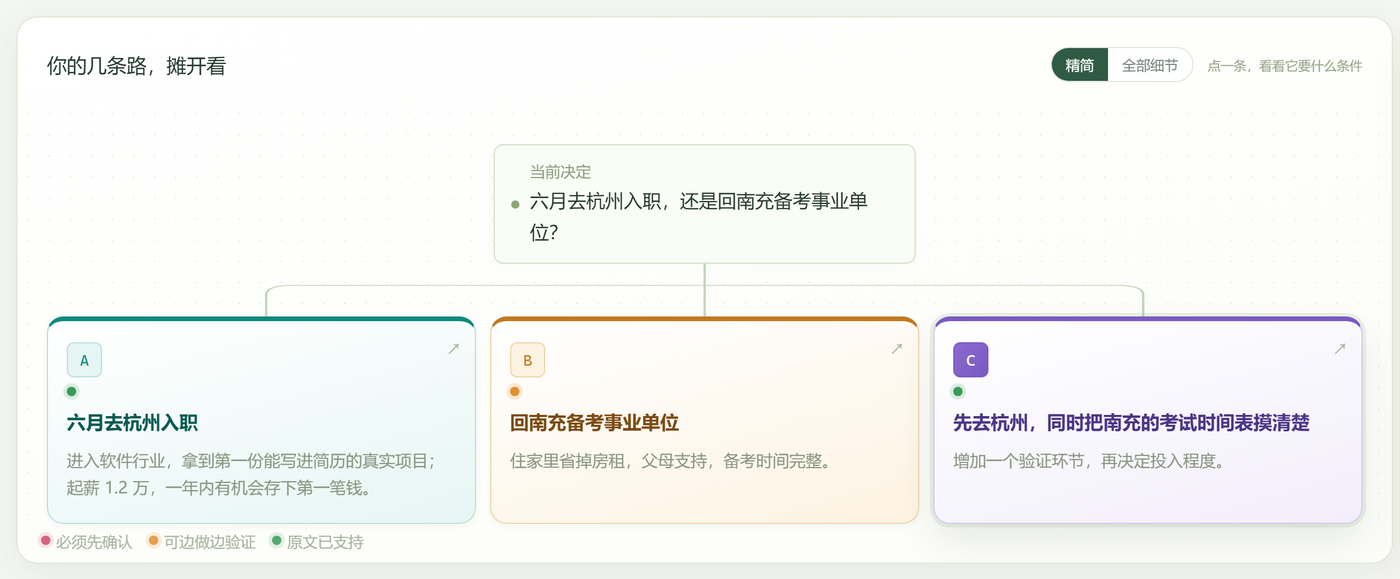 你的几条路，摊开看
精简
全部细节
点一条，看看它要什么条件
当前决定
六月去杭州入职，还是回南充备考事业单
位？
A
六月去杭州入职
进入软件行业，拿到第一份能写进简历的真实项目；
起薪 1.2 万，一年内有机会存下第一笔钱。
B
回南充备考事业单位
住家里省掉房租，父母支持，备考时间完整。
C
先去杭州，同时把南充的考试时间表摸清楚
增加一个验证环节，再决定投入程度。
必须先确认
可边做边验证
原文已支持